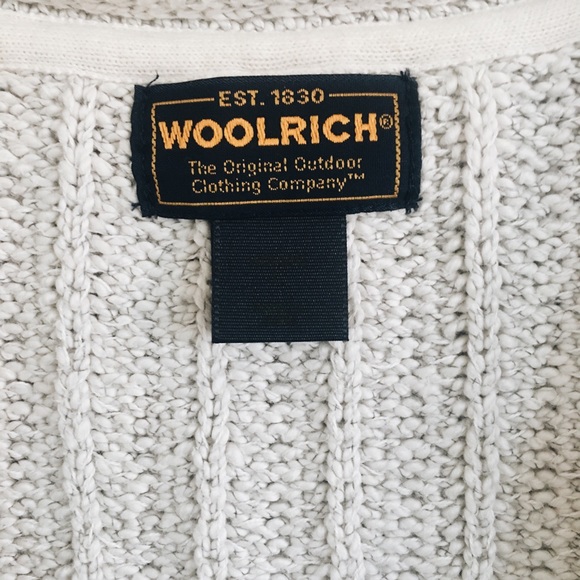 EST. 1830
WOOLRICH®
The Original Outdoor
Clothing Company™